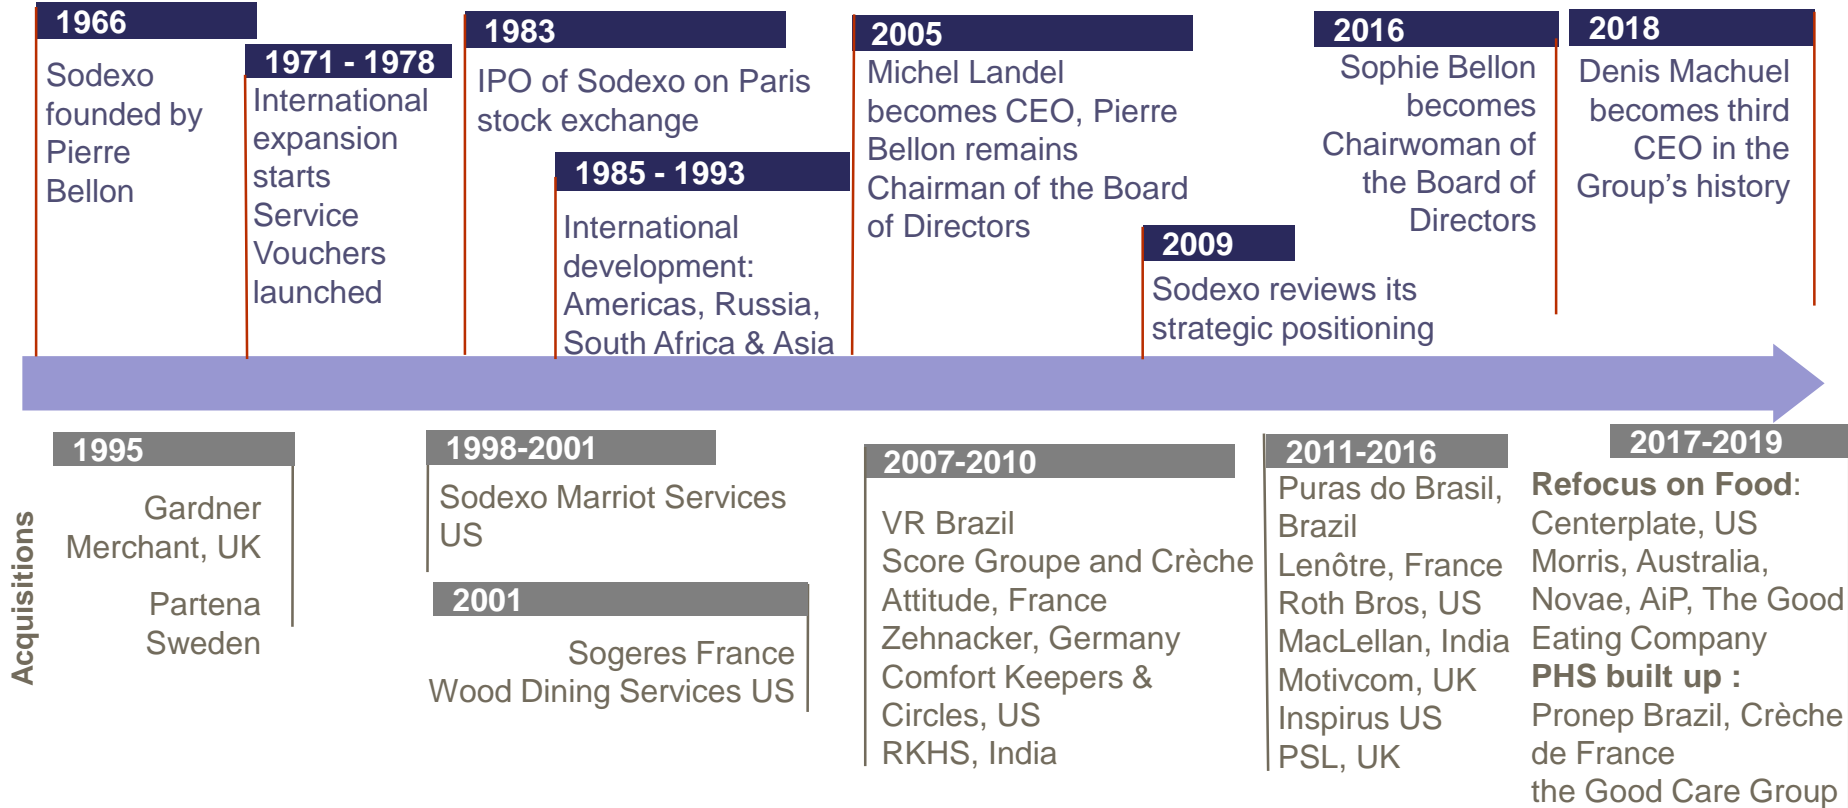 1966
Sodexo
founded by
Pierre
Bellon
1971 - 1978
International
expansion
starts
Service
Vouchers
launched
1983
IPO of Sodexo on Paris
stock exchange
1985 - 1993
International
development:
Americas, Russia,
South Africa & Asia
2005
Michel Landel
becomes CEO, Pierre
Bellon remains
Chairman of the Board
of Directors
2009
Sodexo reviews its
strategic positioning
2016
Sophie Bellon
becomes
Chairwoman of
the Board of
Directors
2018
Denis Machuel
becomes third
CEO in the
Group’s history
Acquisitions
1995
Gardner
Merchant, UK
Partena
Sweden
1998-2001
Sodexo Marriot Services
US
2001
Sogeres France
Wood Dining Services US
2007-2010
VR Brazil
Score Groupe and Crèche
Attitude, France
Zehnacker, Germany
Comfort Keepers &
Circles, US
RKHS, India
2011-2016
Puras do Brasil,
Brazil
Lenôtre, France
Roth Bros, US
MacLellan, India
Motivcom, UK
Inspirus US
PSL, UK
2017-2019
Refocus on Food:
Centerplate, US
Morris, Australia,
Novae, AiP, The Good
Eating Company
PHS built up :
Pronep Brazil, Crèche
de France
the Good Care Group